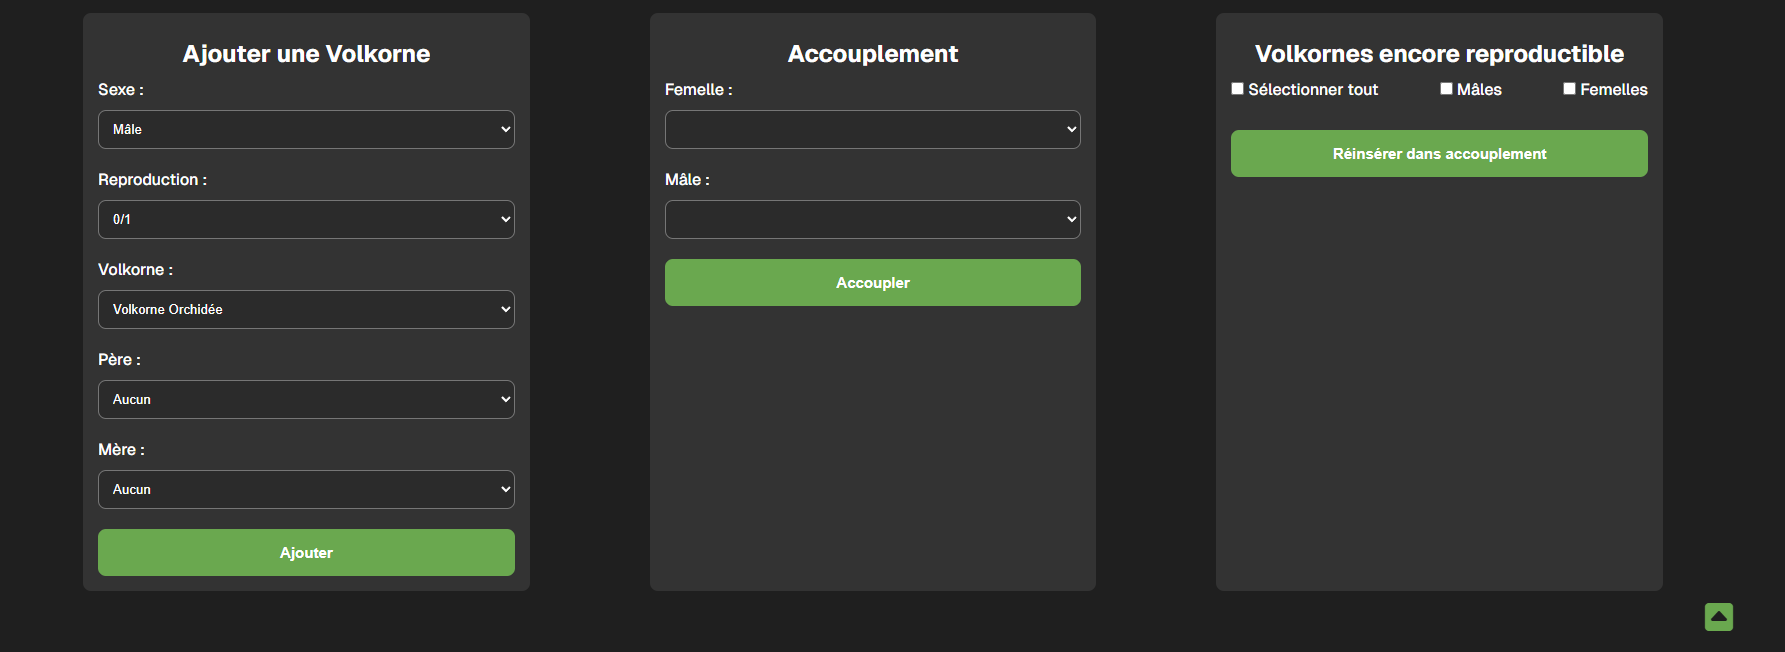 Ajouter une Volkorne
Sexe :
Mâle
Reproduction :
0/1
Volkorne :
Volkorne Orchidée
Père :
Aucun
Mère :
Aucun
Ajouter
Accouplement
Femelle :
Mâle :
Accoupler
Volkornes encore reproductible
Sélectionner tout Mâles Femelles
Réinsérer dans accouplement